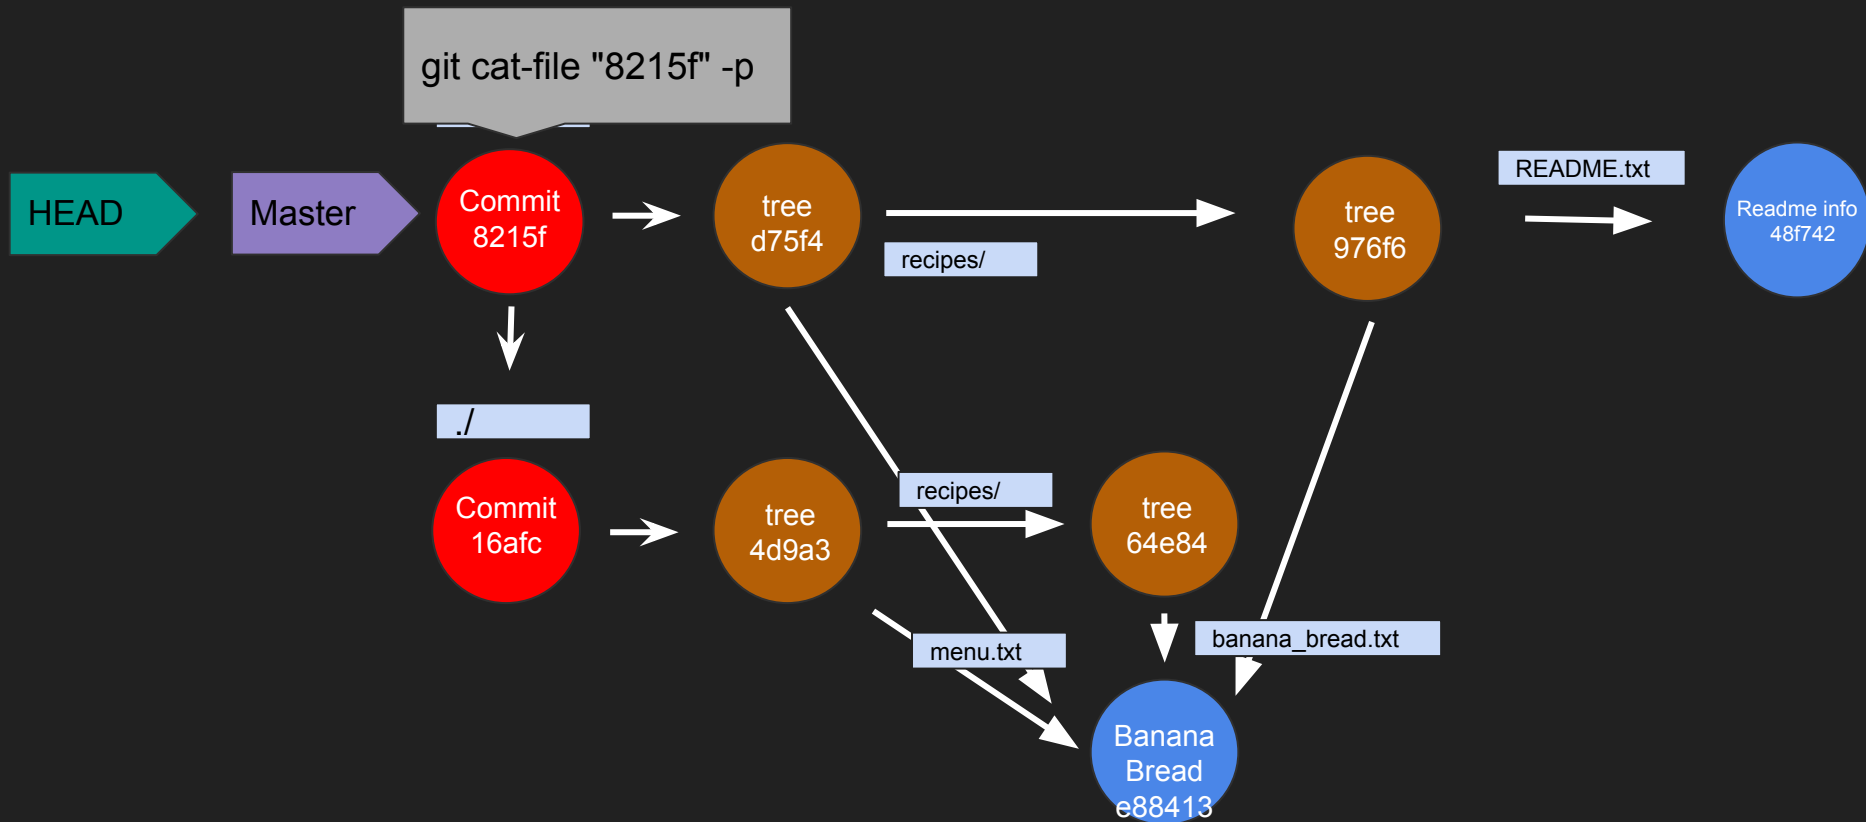 git cat-file "8215f" -p
HEAD
Master
Commit
8215f
tree
d75f4
recipes/
tree
976f6
README.txt
Readme info
48f742
./
Commit
16afc
tree
4d9a3
recipes/
tree
64e84
menu.txt
banana_bread.txt
Banana
Bread
e88413